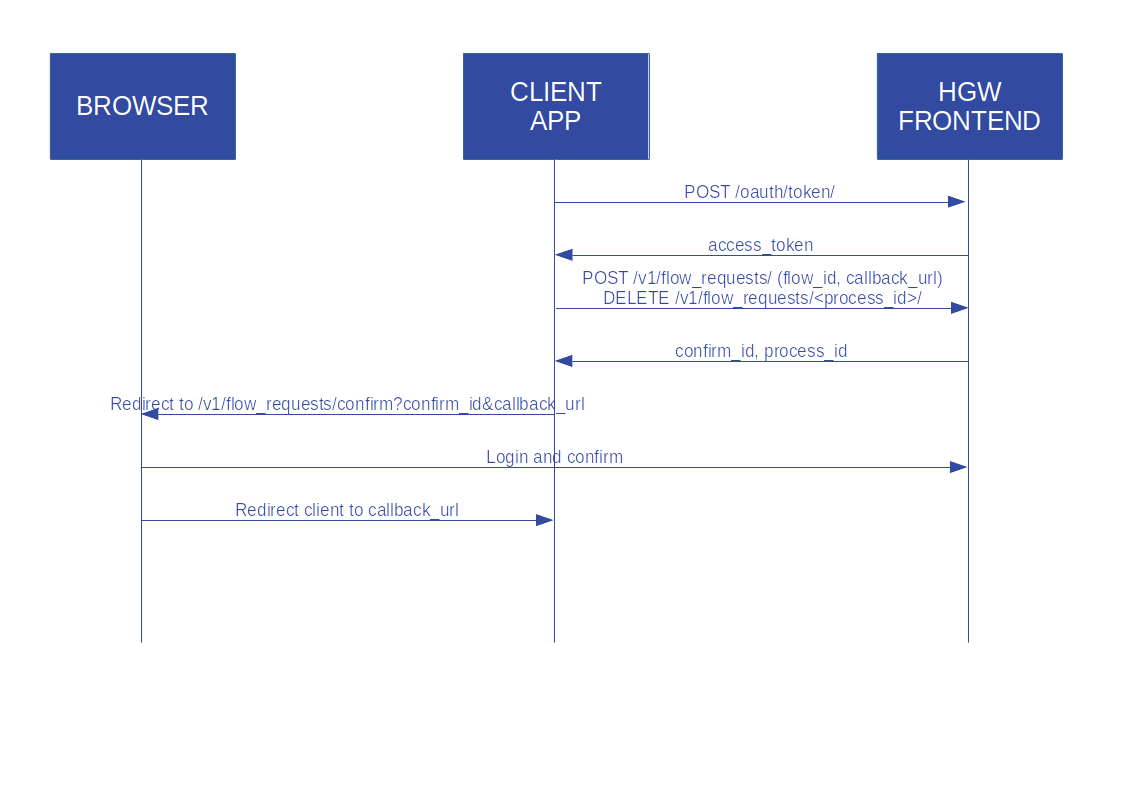 BROWSER
CLIENT
APP
HGW
FRONTEND
POST /oauth/token/
access_token
POST /v1/flow_requests/ (flow_id, callback_url)
DELETE /v1/flow_requests/<process_id>/
confirm_id, process_id
Redirect to /v1/flow_requests/confirm?confirm_id&callback_url
Login and confirm
Redirect client to callback_url